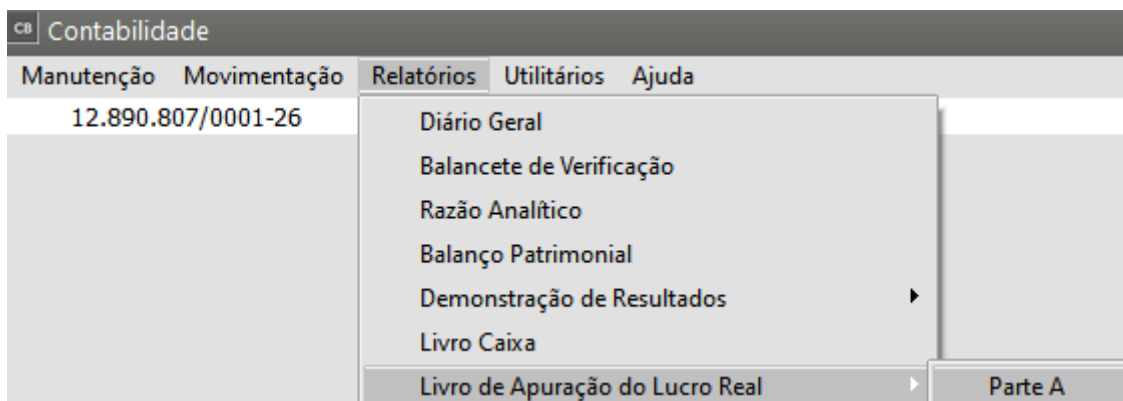 CB Contabilidade
Manutenção Movimentação Relatórios Utilitários Ajuda
12.890.807/0001-26
Diário Geral
Balancete de Verificação
Razão Analítico
Balanço Patrimonial
Demonstração de Resultados
Livro Caixa
Livro de Apuração do Lucro Real
Parte A